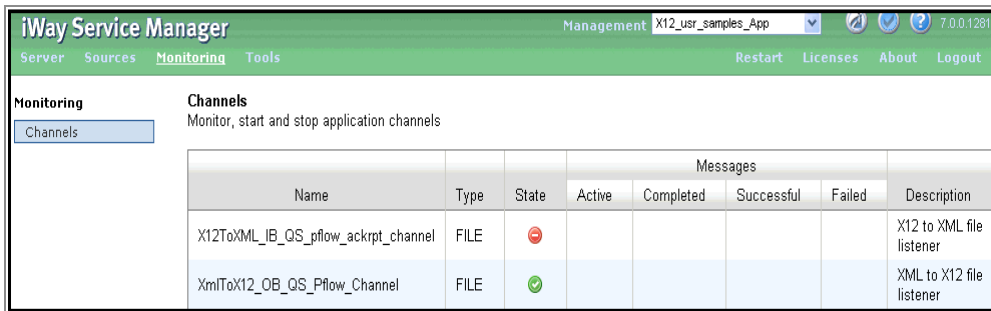 iWay Service Manager
Management X12_usr_samples_App 7.0.0.1281
Server Sources Monitoring Tools Restart Licenses About Logout
Monitoring
Channels
Channels
Monitor, start and stop application channels
Messages
Name Type State Active Completed Successful Failed Description
X12ToXML_IB_QS_pflow_ackrpt_channel FILE X12 to XML file
listener
XmlToX12_OB_QS_Pflow_Channel FILE XML to X12 file
listener